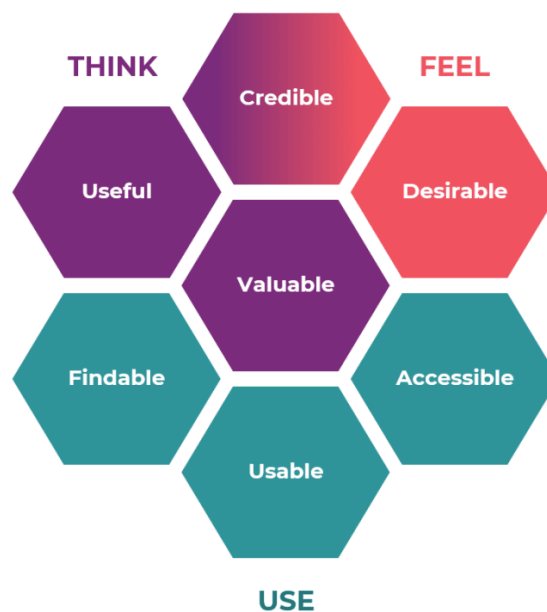 THINK
FEEL
Credible
Useful
Desirable
Valuable
Findable
Accessible
Usable
USE